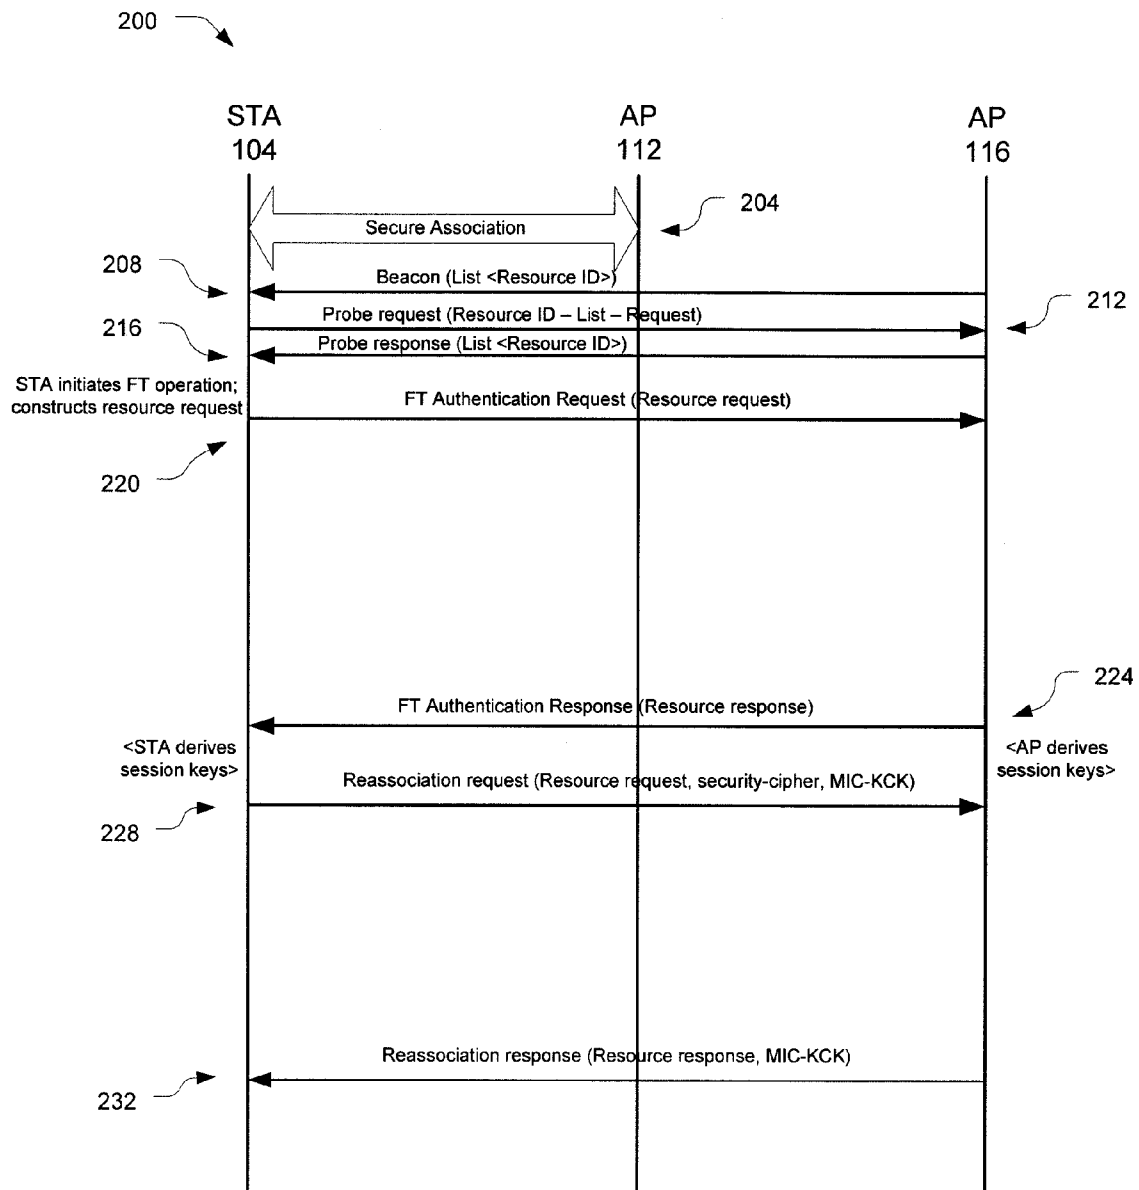 200
STA
104
AP
112
AP
116
204
Secure Association
208
Beacon (List <Resource ID>)
212
Probe request (Resource ID – List – Request)
216
Probe response (List <Resource ID>)
STA initiates FT operation;
constructs resource request
FT Authentication Request (Resource request)
220
224
FT Authentication Response (Resource response)
<STA derives
session keys>
<AP derives
session keys>
Reassociation request (Resource request, security-cipher, MIC-KCK)
228
Reassociation response (Resource response, MIC-KCK)
232